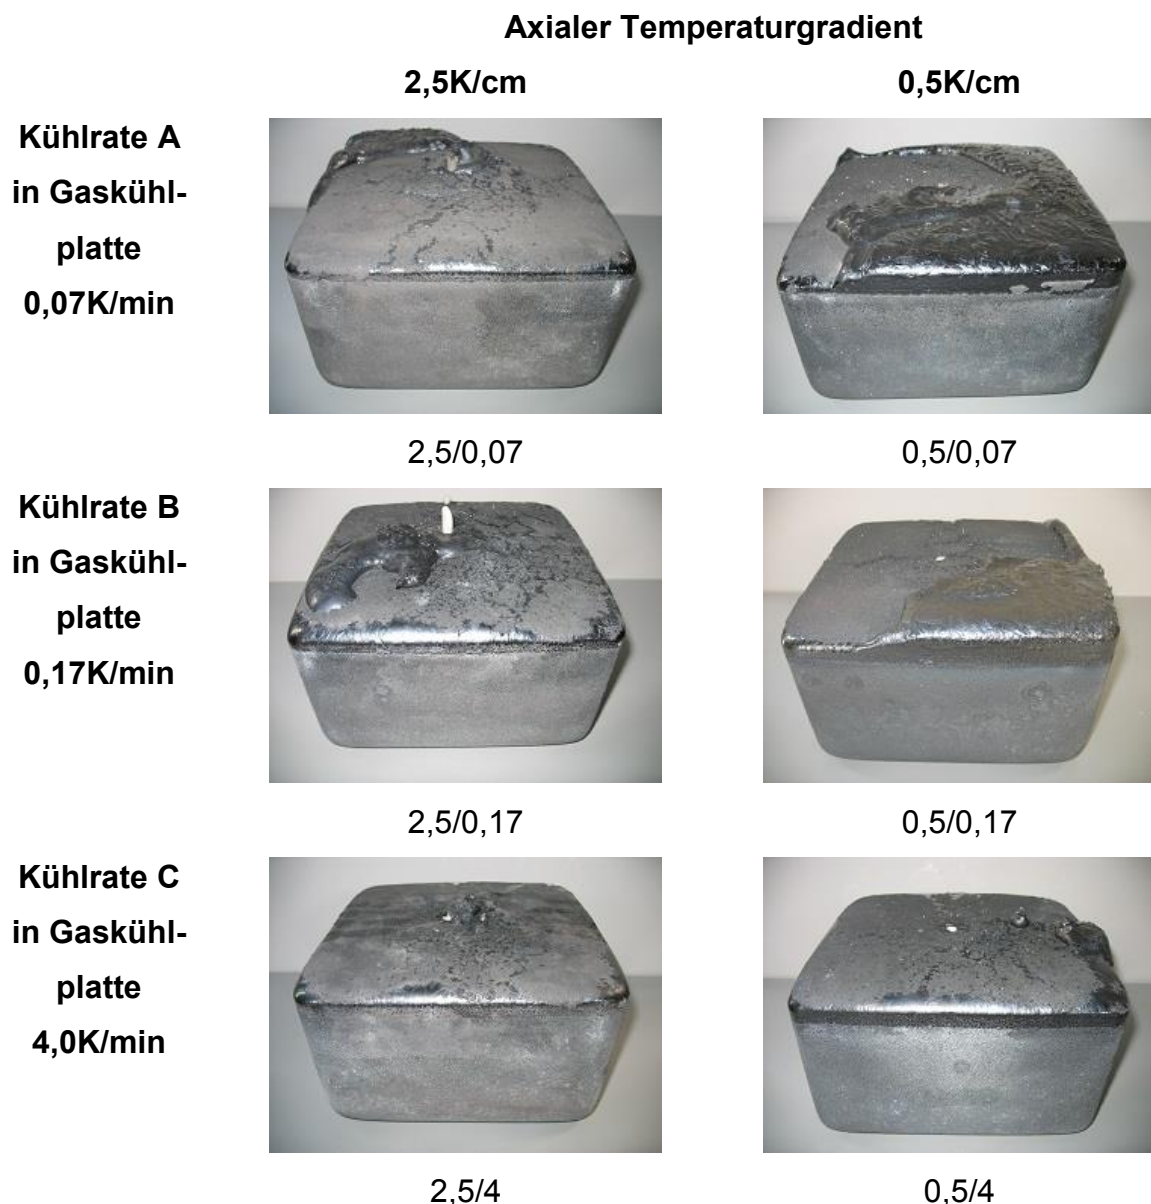 Axialer Temperaturgradient
2,5K/cm
0,5K/cm
Kühlrate A
in Gaskühl-
platte
0,07K/min
2,5/0,07
0,5/0,07
Kühlrate B
in Gaskühl-
platte
0,17K/min
2,5/0,17
0,5/0,17
Kühlrate C
in Gaskühl-
platte
4,0K/min
2,5/4
0,5/4